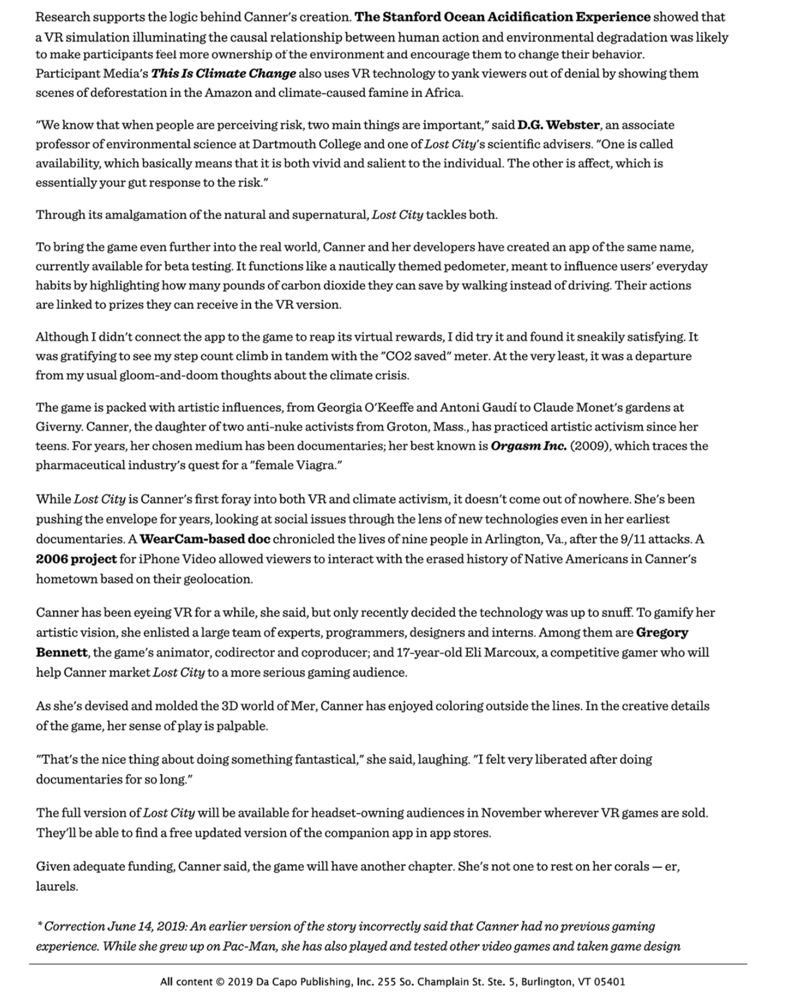 Research supports the logic behind Canner's creation. The Stanford Ocean Acidification Experience showed that
a VR simulation illuminating the causal relationship between human action and environmental degradation was likely
to make participants feel more ownership of the environment and encourage them to change their behavior.
Participant Media's This Is Climate Change also uses VR technology to yank viewers out of denial by showing them
scenes of deforestation in the Amazon and climate-caused famine in Africa.
"We know that when people are perceiving risk, two main things are important," said D.G. Webster, an associate
professor of environmental science at Dartmouth College and one of Lost City's scientific advisers. "One is called
availability, which basically means that it is both vivid and salient to the individual. The other is affect, which is
essentially your gut response to the risk."
Through its amalgamation of the natural and supernatural, Lost City tackles both.
To bring the game even further into the real world, Canner and her developers have created an app of the same name,
currently available for beta testing. It functions like a nautically themed pedometer, meant to influence users' everyday
habits by highlighting how many pounds of carbon dioxide they can save by walking instead of driving. Their actions
are linked to prizes they can receive in the VR version.
Although I didn't connect the app to the game to reap its virtual rewards, I did try it and found it sneakily satisfying. It
was gratifying to see my step count climb in tandem with the "CO2 saved" meter. At the very least, it was a departure
from my usual gloom-and-doom thoughts about the climate crisis.
The game is packed with artistic influences, from Georgia O'Keeffe and Antoni Gaudí to Claude Monet's gardens at
Giverny. Canner, the daughter of two anti-nuke activists from Groton, Mass., has practiced artistic activism since her
teens. For years, her chosen medium has been documentaries; her best known is Orgasm Inc. (2009), which traces the
pharmaceutical industry's quest for a "female Viagra."
While Lost City is Canner's first foray into both VR and climate activism, it doesn't come out of nowhere. She's been
pushing the envelope for years, looking at social issues through the lens of new technologies even in her earliest
documentaries. A WearCam-based doc chronicled the lives of nine people in Arlington, Va., after the 9/11 attacks. A
2006 project for iPhone Video allowed viewers to interact with the erased history of Native Americans in Canner's
hometown based on their geolocation.
Canner has been eyeing VR for a while, she said, but only recently decided the technology was up to snuff. To gamify her
artistic vision, she enlisted a large team of experts, programmers, designers and interns. Among them are Gregory
Bennett, the game's animator, codirector and coproducer; and 17-year-old Eli Marcoux, a competitive gamer who will
help Canner market Lost City to a more serious gaming audience.
As she's devised and molded the 3D world of Mer, Canner has enjoyed coloring outside the lines. In the creative details
of the game, her sense of play is palpable.
"That's the nice thing about doing something fantastical," she said, laughing. "I felt very liberated after doing
documentaries for so long."
The full version of Lost City will be available for headset-owning audiences in November wherever VR games are sold.
They'll be able to find a free updated version of the companion app in app stores.
Given adequate funding, Canner said, the game will have another chapter. She's not one to rest on her corals — er,
laurels.
* Correction June 14, 2019: An earlier version of the story incorrectly said that Canner had no previous gaming
experience. While she grew up on Pac-Man, she has also played and tested other video games and taken game design
All content © 2019 Da Capo Publishing, Inc. 255 So. Champlain St. Ste. 5, Burlington, VT 05401